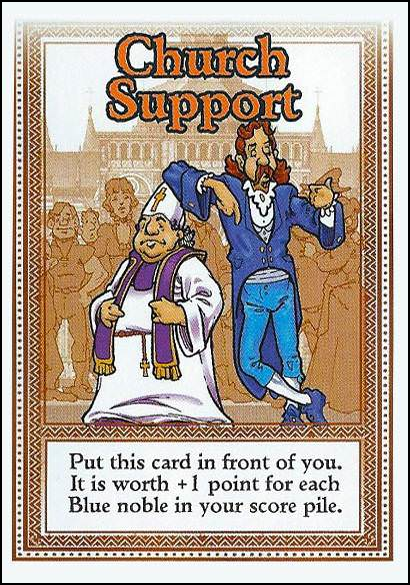 Church
Support
Put this card in front of you.
It is worth +1 point for each
Blue noble in your score pile.